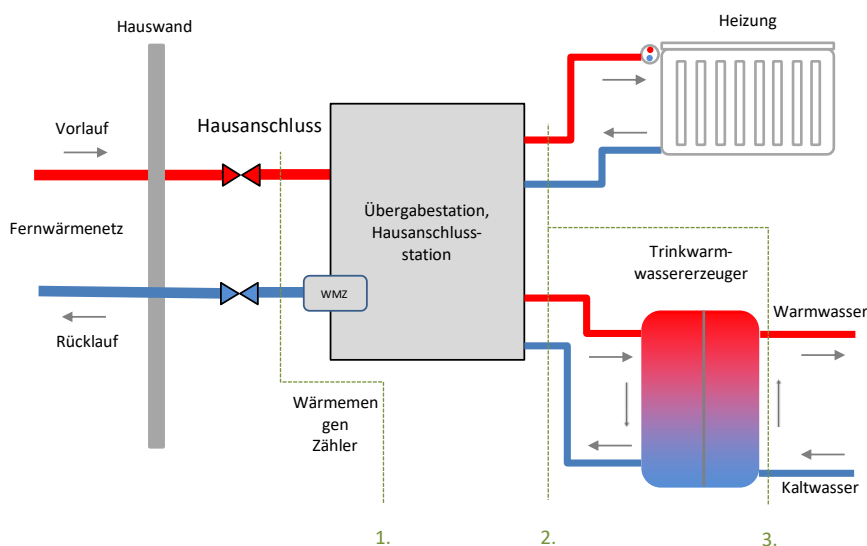 Heizung
Hauswand
Vorlauf
Hausanschluss
Fernwärmenetz
Übergabestation,
Hausanschluss-
station
Trinkwarm-
wassererzeuger
WMZ
Warmwasser
Rücklauf
Wärmemen
gen
Zähler
Kaltwasser
1.
2.
3.